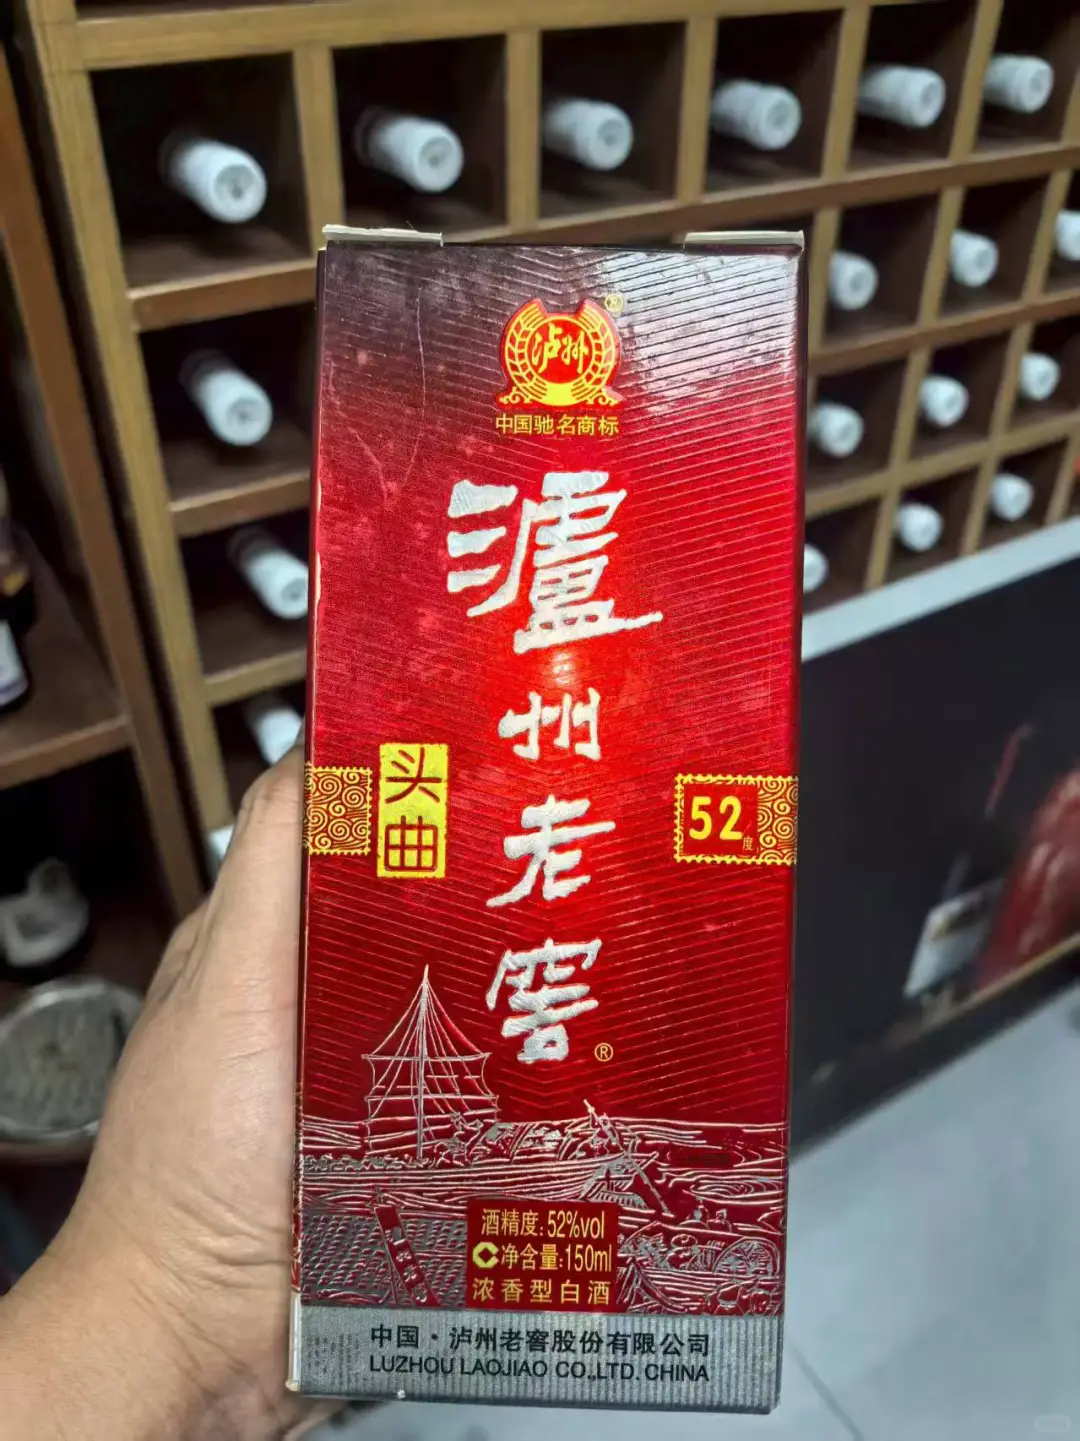 泸州
®
中国驰名商标
瀘州老窖
®
头曲
52度
酒精度:52%vol
净含量:150ml
浓香型白酒
中国·泸州老窖股份有限公司
LUZHOU LAOJIAO CO.,LTD. CHINA